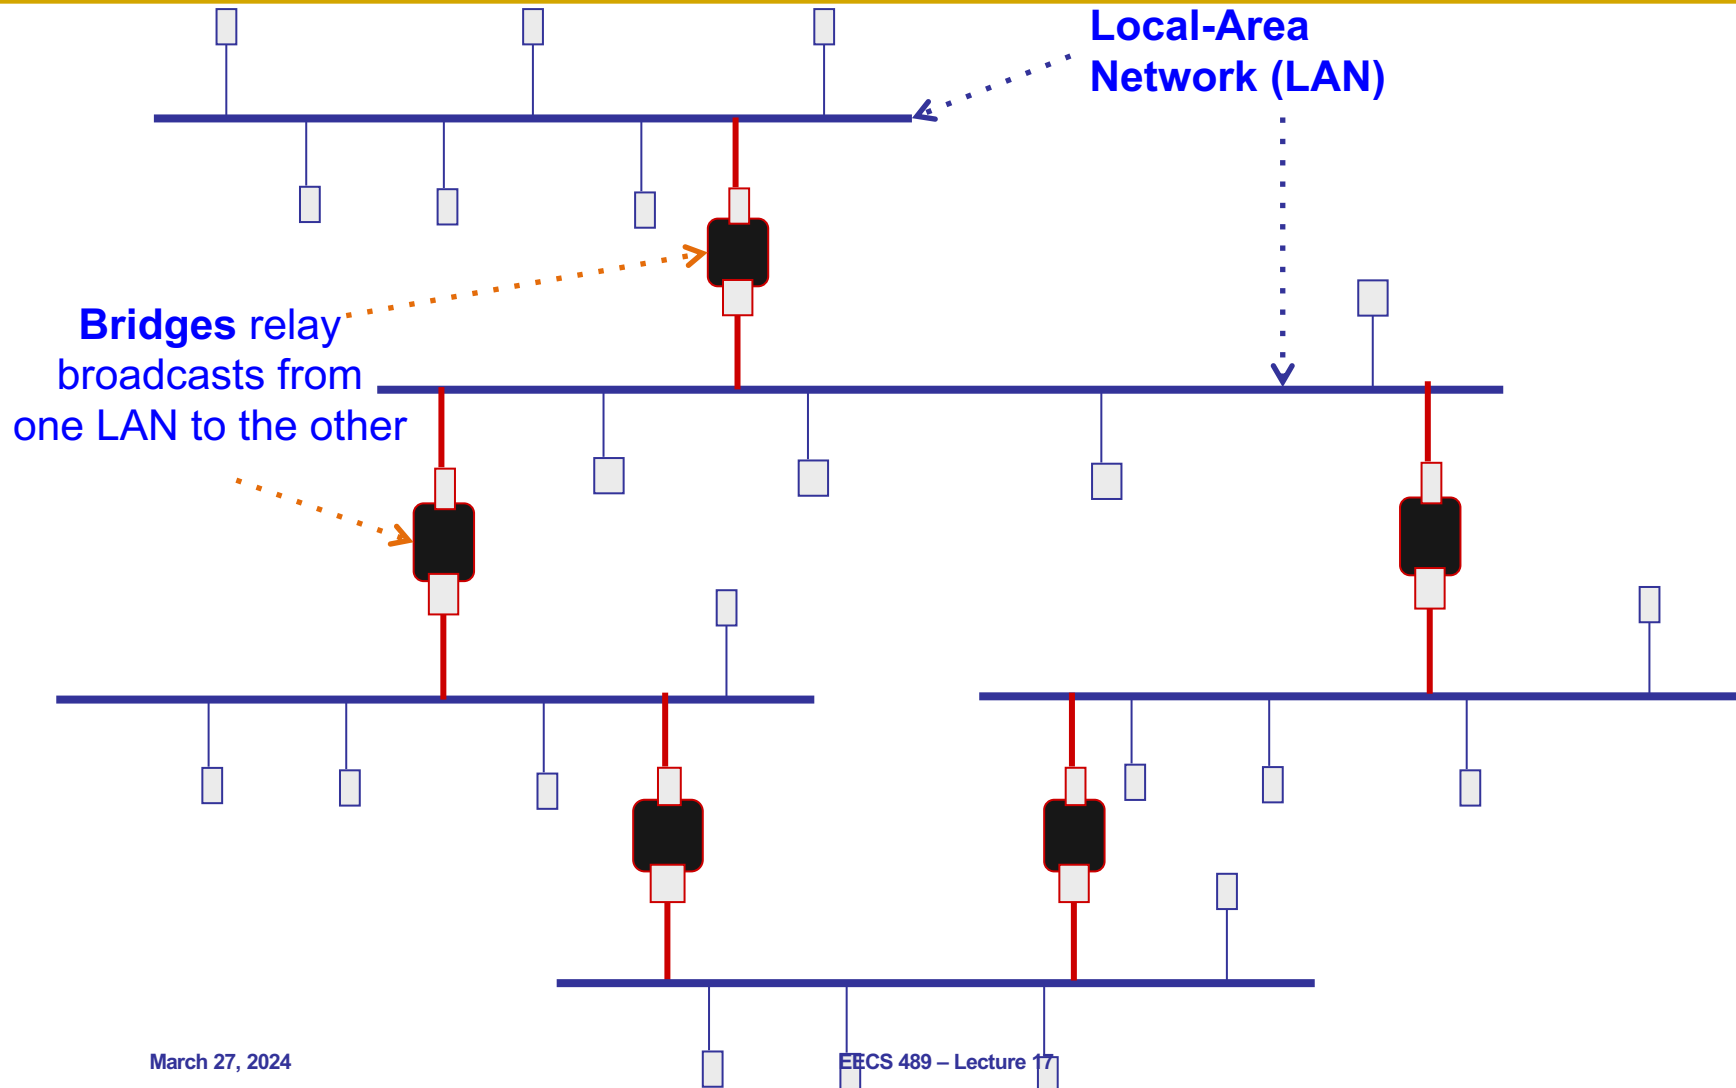 Local-Area
Network (LAN)
Bridges relay
broadcasts from
one LAN to the other
March 27, 2024
EECS 489 – Lecture 17